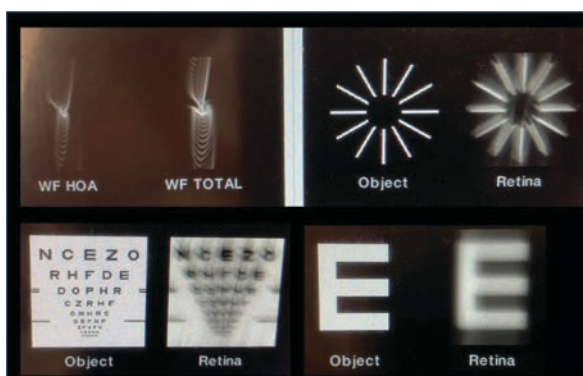 WF HOA
WF TOTAL
Object
Retina
N C E Z O
R H F D E
D O P H R
C Z R H F
O N H R C
Object
Retina
E
Object
E
Retina